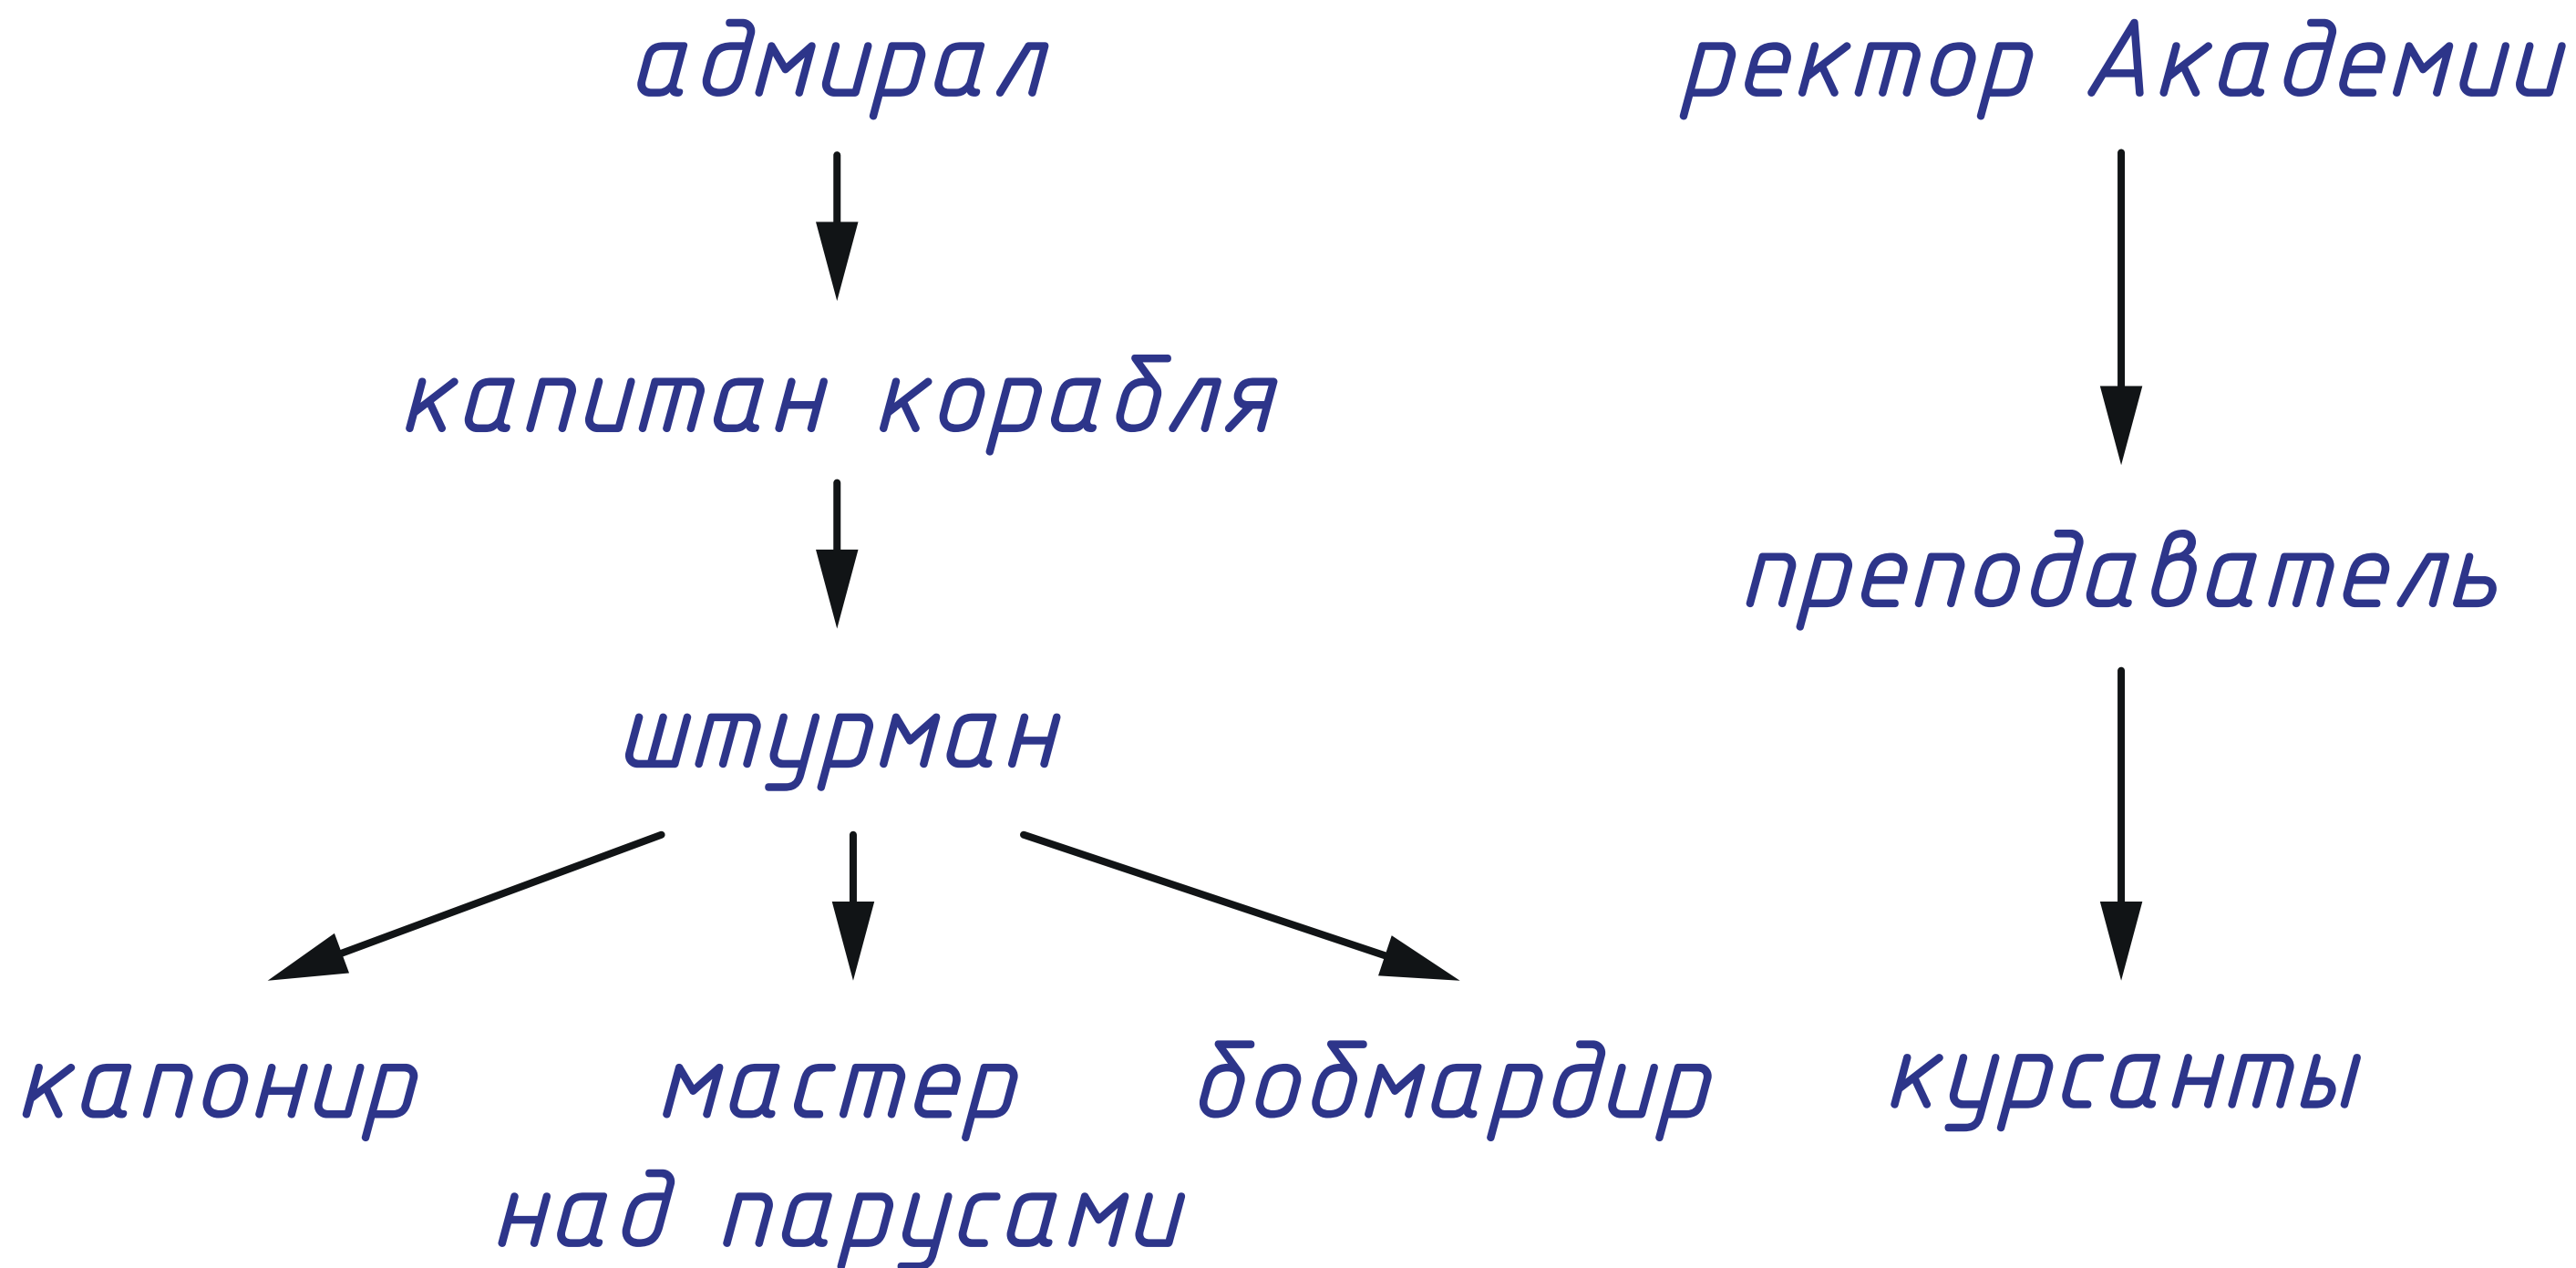 адмирал
ректор Академии
капитан корабля
преподаватель
штурман
капонир
мастер
над парусами
бобмардир
курсанты